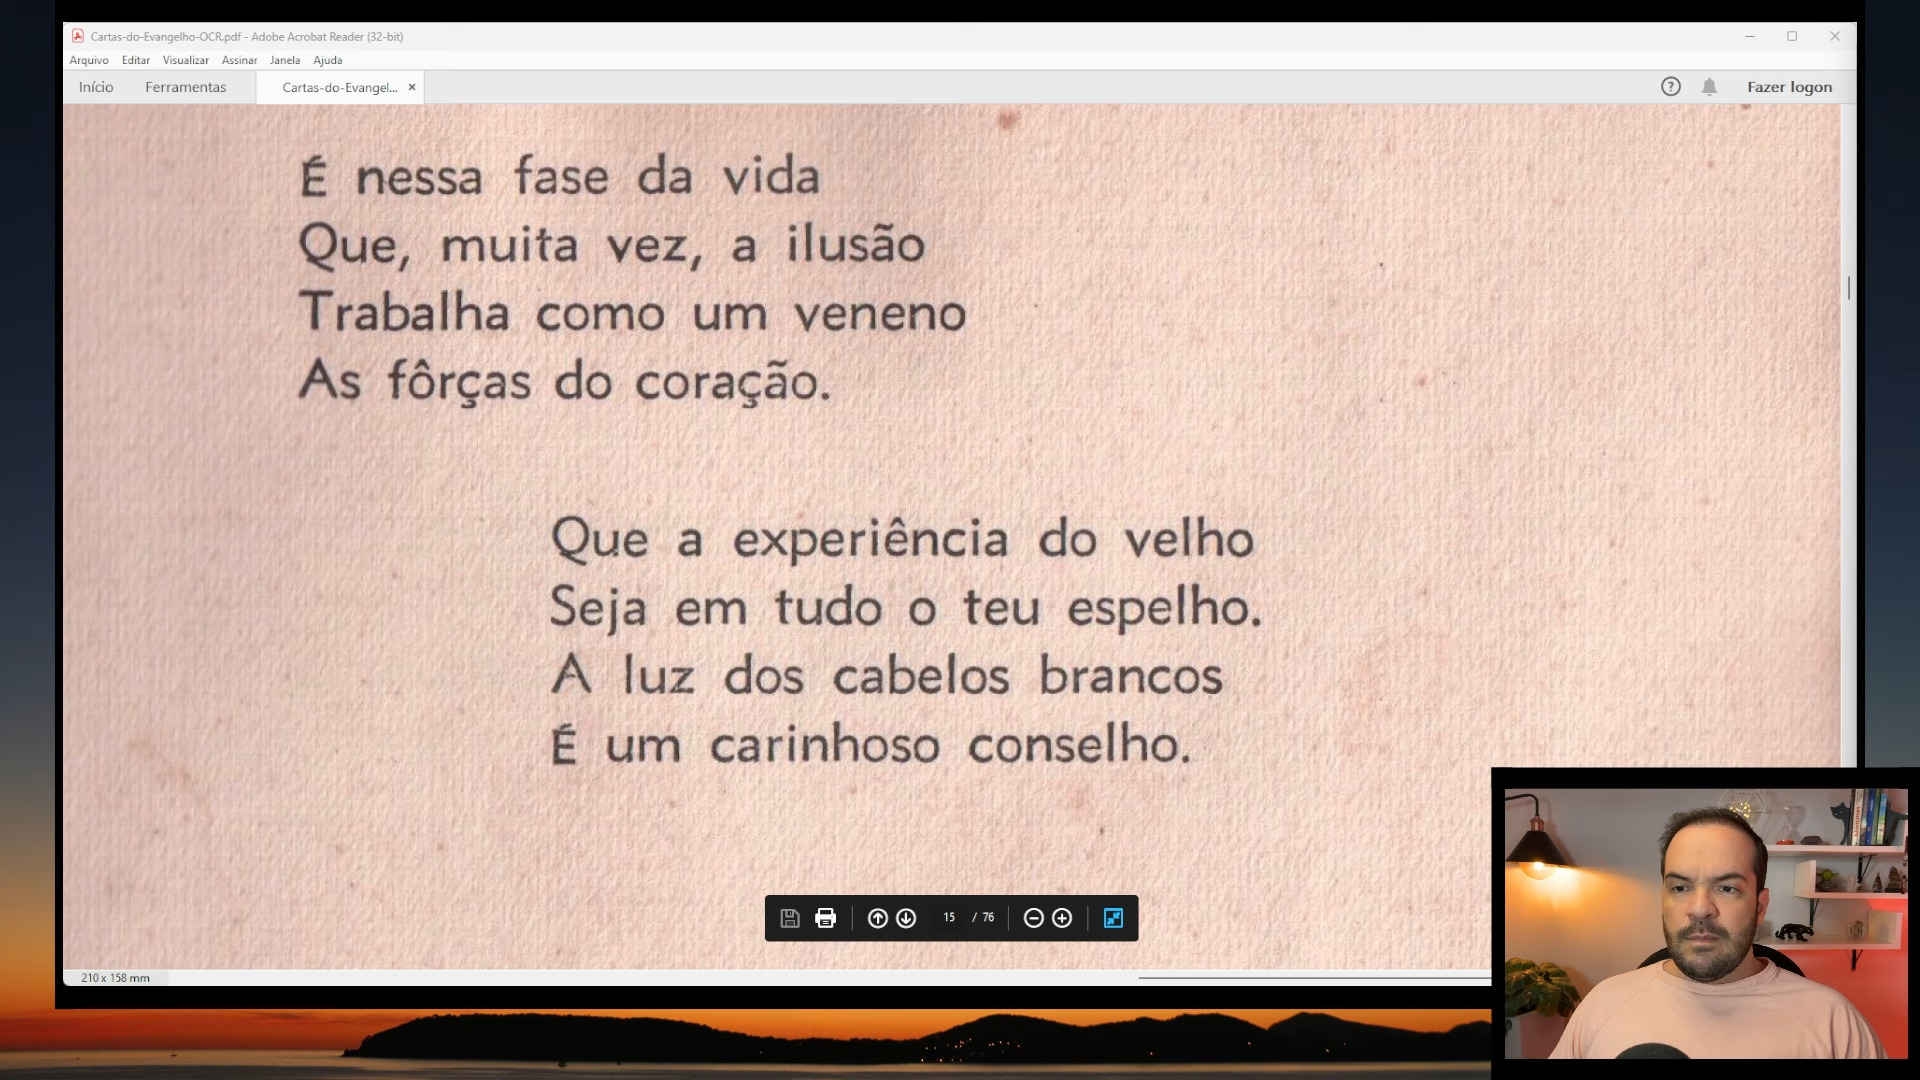 Cartas-do-Evangelho-OCR.pdf - Adobe Acrobat Reader (32-bit)
Arquivo Editar Visualizar Assinar Janela Ajuda
Início Ferramentas Cartas-do-Evangel... Fazer logon
É nessa fase da vida
Que, muita vez, a ilusão
Trabalha como um veneno
As fôrças do coração.
Que a experiência do velho
Seja em tudo o teu espelho.
A luz dos cabelos brancos
É um carinhoso conselho.
15 / 76
210 x 158 mm